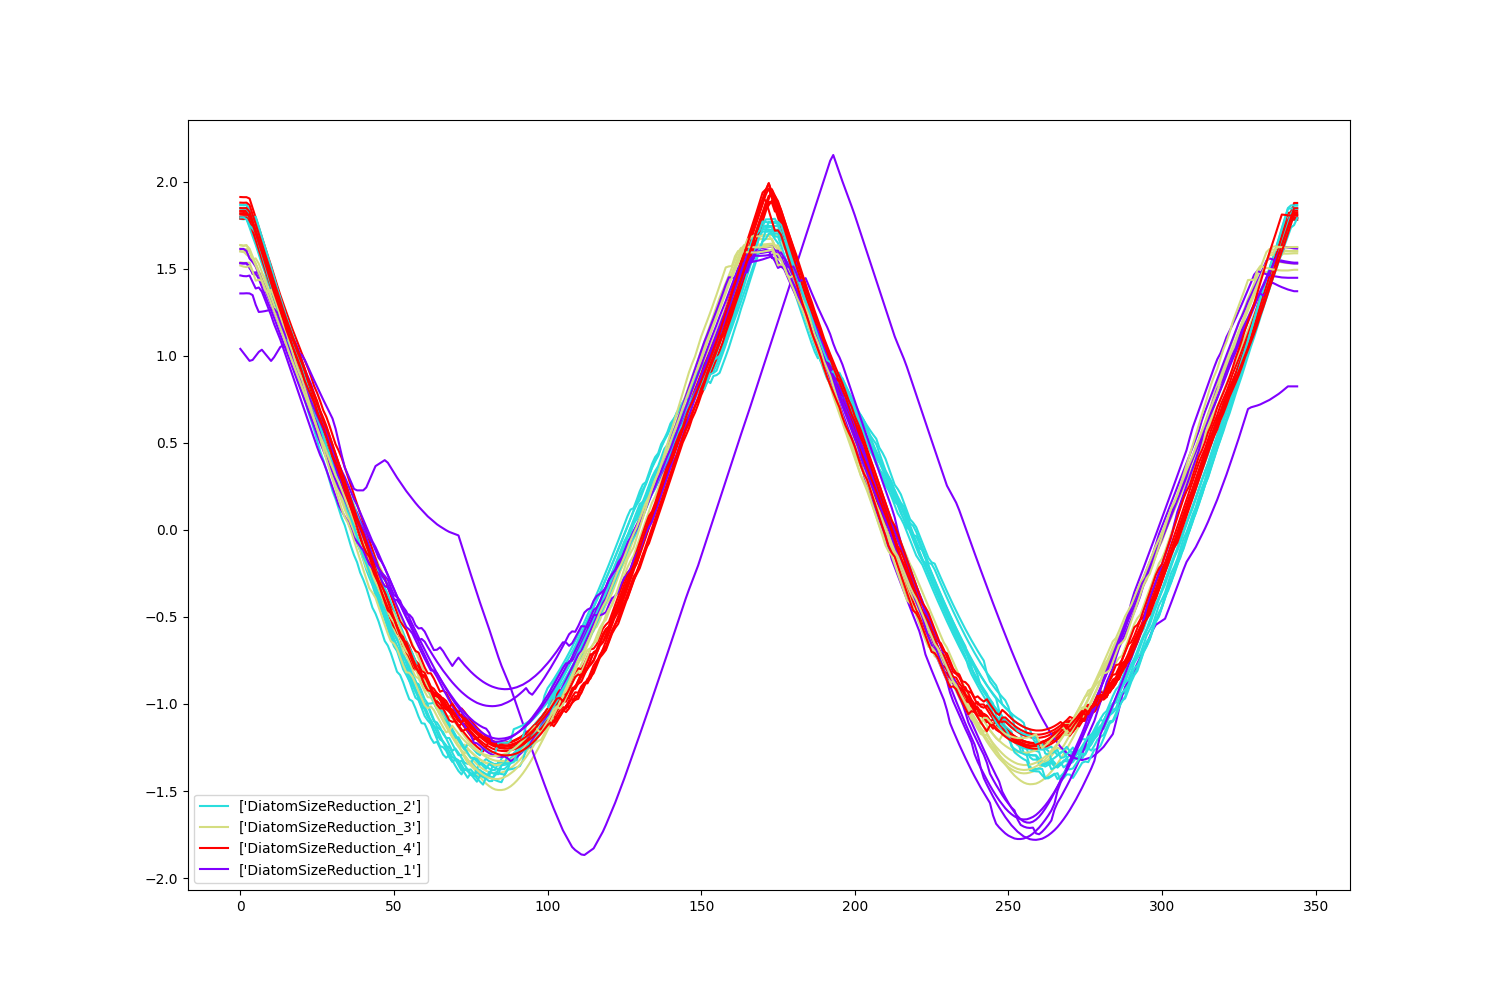 2.0
1.5
1.0
0.5
0.0
−0.5
−1.0
−1.5
−2.0
['DiatomSizeReduction_2']
['DiatomSizeReduction_3']
['DiatomSizeReduction_4']
['DiatomSizeReduction_1']
0 50 100 150 200 250 300 350